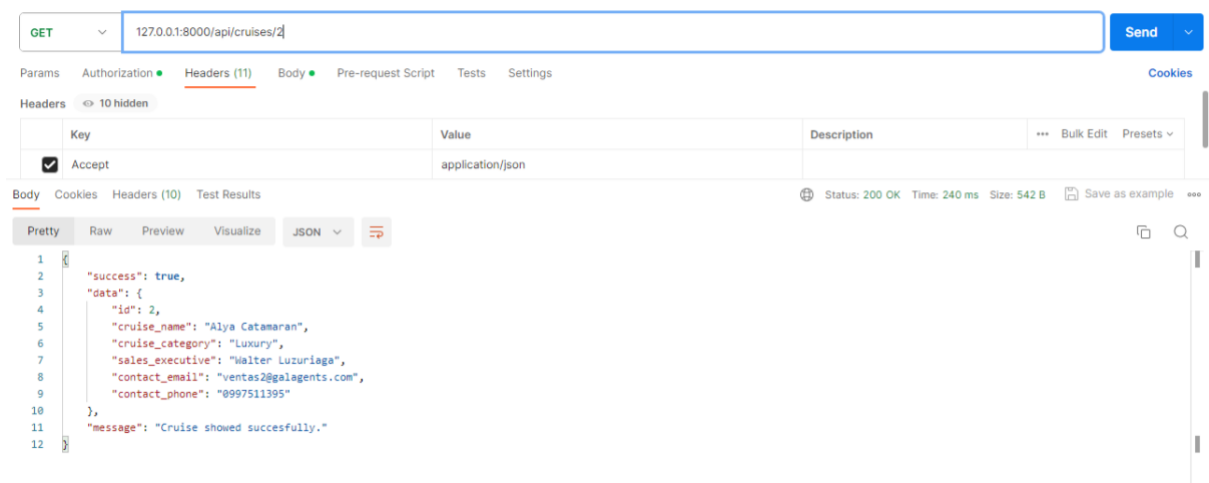 GET 127.0.0.1:8000/api/cruises/2 Send
Params Authorization Headers (11) Body Pre-request Script Tests Settings Cookies
Headers 10 hidden
Key Value Description ••• Bulk Edit Presets
Accept application/json
Body Cookies Headers (10) Test Results Status: 200 OK Time: 240 ms Size: 542 B Save as example
Pretty Raw Preview Visualize JSON
1 {
2 "success": true,
3 "data": {
4 "id": 2,
5 "cruise_name": "Alya Catamaran",
6 "cruise_category": "Luxury",
7 "sales_executive": "Walter Luzuriaga",
8 "contact_email": "ventas2@galagents.com",
9 "contact_phone": "0997511395"
10 },
11 "message": "Cruise showed succesfully."
12 }